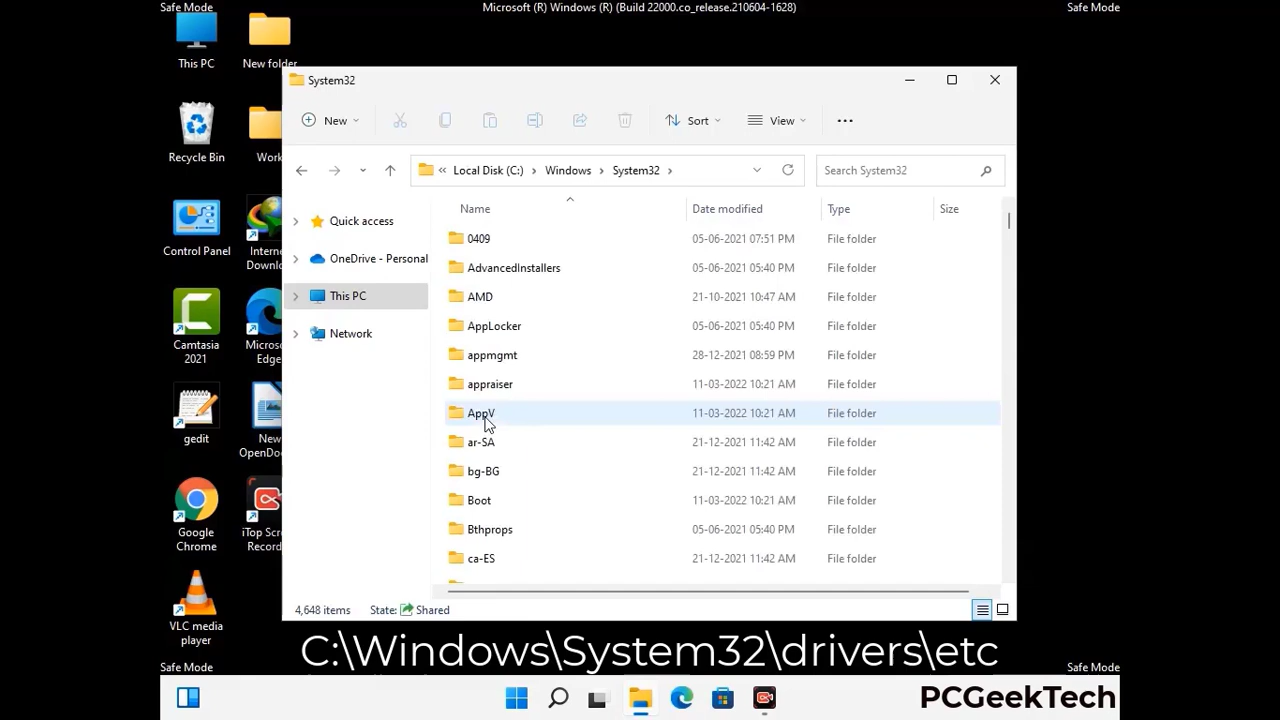 Safe Mode
Microsoft (R) Windows (R) (Build 22000.co_release.210604-1628)
Safe Mode
This PC
New folder
Recycle Bin
Work
Control Panel
Intern
Downlo
Camtasia
2021
Micros
Edge
gedit
New
OpenDo
Google
Chrome
iTop Scr
Record
VLC media
player
System32
New
Sort
View
Local Disk (C:)
Windows
System32
Search System32
Quick access
OneDrive - Personal
This PC
Network
Name
Date modified
Type
Size
0409 05-06-2021 07:51 PM File folder
AdvancedInstallers 05-06-2021 05:40 PM File folder
AMD 21-10-2021 10:47 AM File folder
AppLocker 05-06-2021 05:40 PM File folder
appmgmt 28-12-2021 08:59 PM File folder
appraiser 11-03-2022 10:21 AM File folder
AppV 11-03-2022 10:21 AM File folder
ar-SA 21-12-2021 11:42 AM File folder
bg-BG 21-12-2021 11:42 AM File folder
Boot 11-03-2022 10:21 AM File folder
Bthprops 05-06-2021 05:40 PM File folder
ca-ES 21-12-2021 11:42 AM File folder
4,648 items
State: Shared
C:\Windows\System32\drivers\etc
Safe Mode
Safe Mode
PCGeekTech